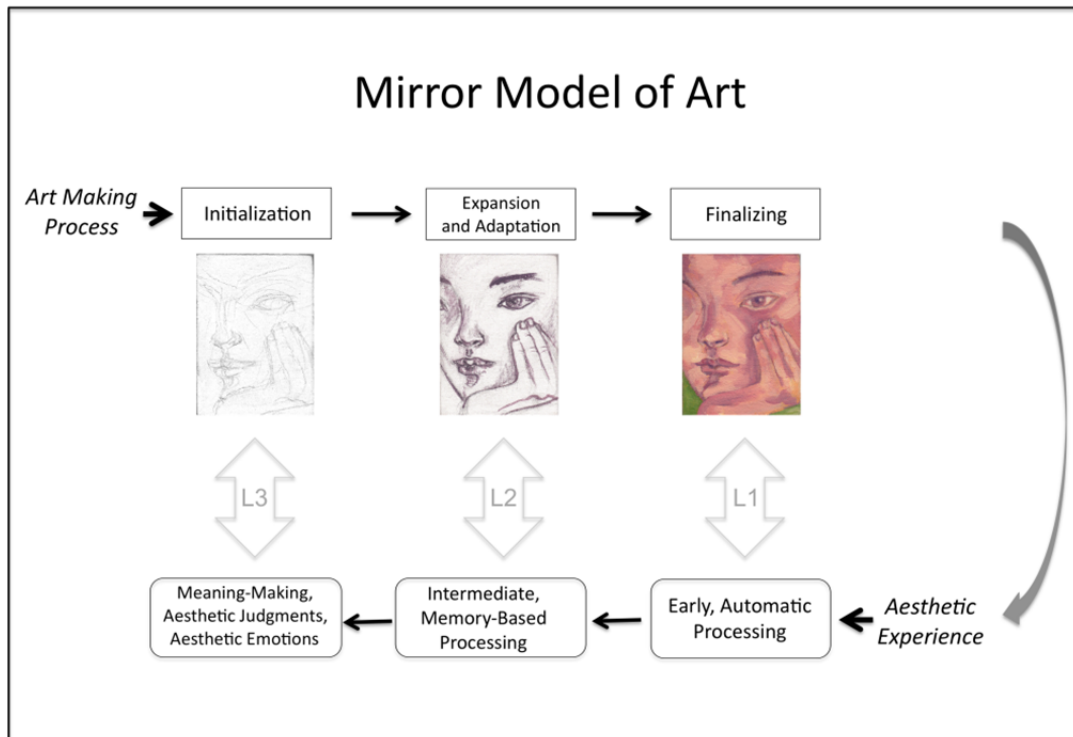 Mirror Model of Art
Art Making
Process
Initialization
Expansion
and Adaptation
Finalizing
L3
L2
L1
Meaning-Making,
Aesthetic Judgments,
Aesthetic Emotions
Intermediate,
Memory-Based
Processing
Early, Automatic
Processing
Aesthetic
Experience